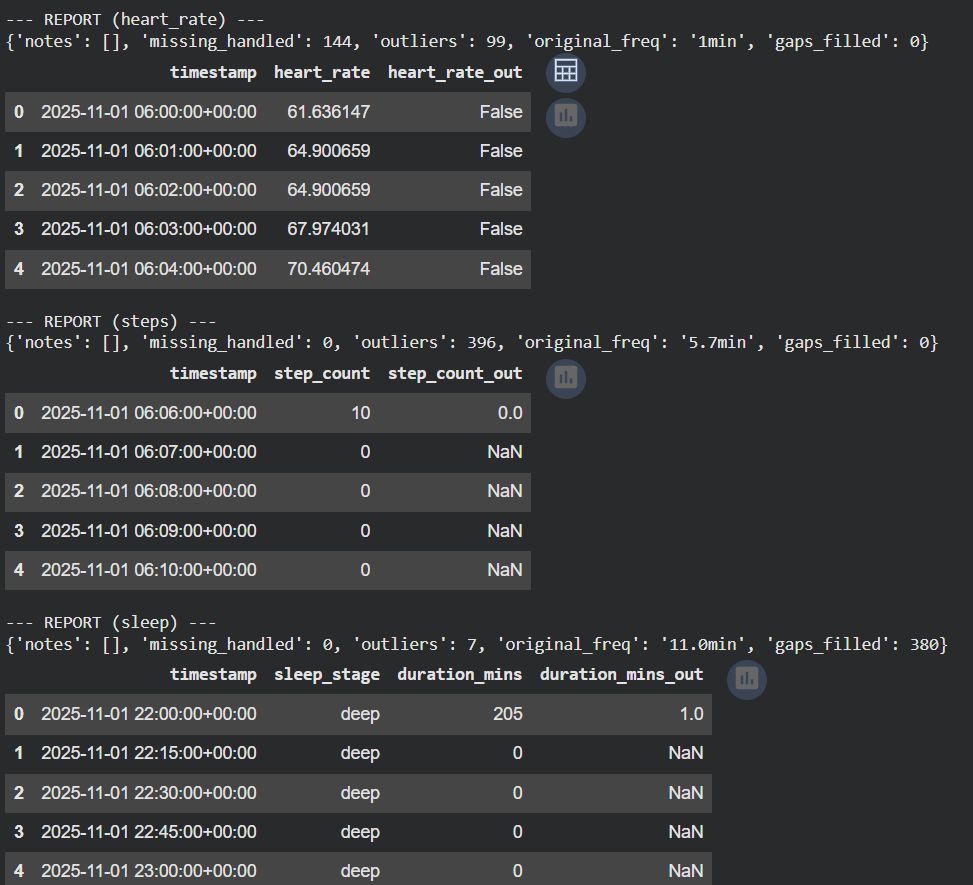 --- REPORT (heart_rate) ---
{'notes': [], 'missing_handled': 144, 'outliers': 99, 'original_freq': '1min', 'gaps_filled': 0}
timestamp heart_rate heart_rate_out
0 2025-11-01 06:00:00+00:00 61.636147 False
1 2025-11-01 06:01:00+00:00 64.900659 False
2 2025-11-01 06:02:00+00:00 64.900659 False
3 2025-11-01 06:03:00+00:00 67.974031 False
4 2025-11-01 06:04:00+00:00 70.460474 False
--- REPORT (steps) ---
{'notes': [], 'missing_handled': 0, 'outliers': 396, 'original_freq': '5.7min', 'gaps_filled': 0}
timestamp step_count step_count_out
0 2025-11-01 06:06:00+00:00 10 0.0
1 2025-11-01 06:07:00+00:00 0 NaN
2 2025-11-01 06:08:00+00:00 0 NaN
3 2025-11-01 06:09:00+00:00 0 NaN
4 2025-11-01 06:10:00+00:00 0 NaN
--- REPORT (sleep) ---
{'notes': [], 'missing_handled': 0, 'outliers': 7, 'original_freq': '11.0min', 'gaps_filled': 380}
timestamp sleep_stage duration_mins duration_mins_out
0 2025-11-01 22:00:00+00:00 deep 205 1.0
1 2025-11-01 22:15:00+00:00 deep 0 NaN
2 2025-11-01 22:30:00+00:00 deep 0 NaN
3 2025-11-01 22:45:00+00:00 deep 0 NaN
4 2025-11-01 23:00:00+00:00 deep 0 NaN